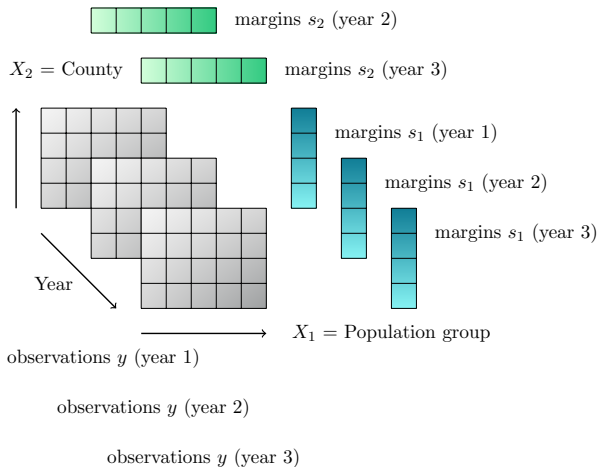 margins s₂ (year 2)
X₂ = County
margins s₂ (year 3)
margins s₁ (year 1)
margins s₁ (year 2)
margins s₁ (year 3)
Year
X₁ = Population group
observations y (year 1)
observations y (year 2)
observations y (year 3)